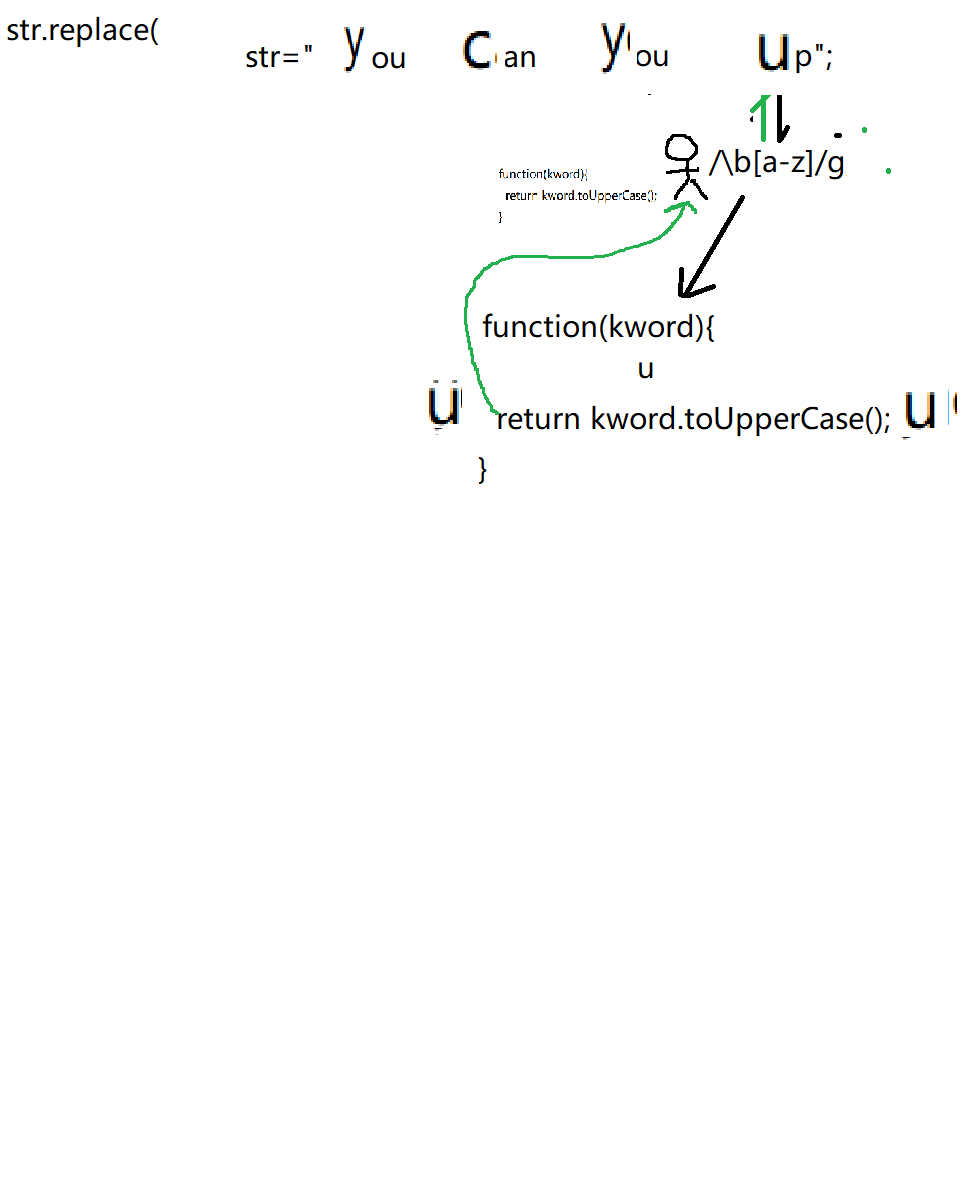 str.replace(
str=" you can you up";
/\b[a-z]/g
function(kword){
return kword.toUpperCase();
}
function(kword){
u
u return kword.toUpperCase(); u
}